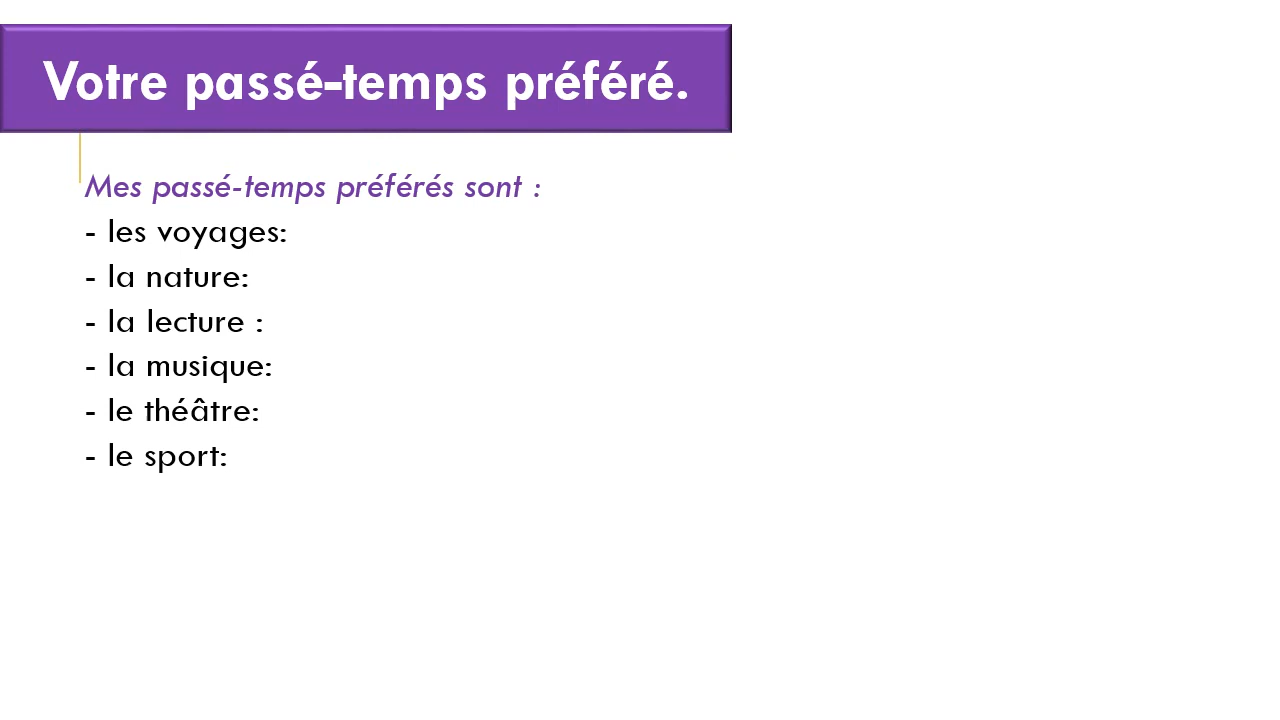 Votre passé-temps préféré.
Mes passé-temps préférés sont :
- les voyages:
- la nature:
- la lecture :
- la musique:
- le théâtre:
- le sport: